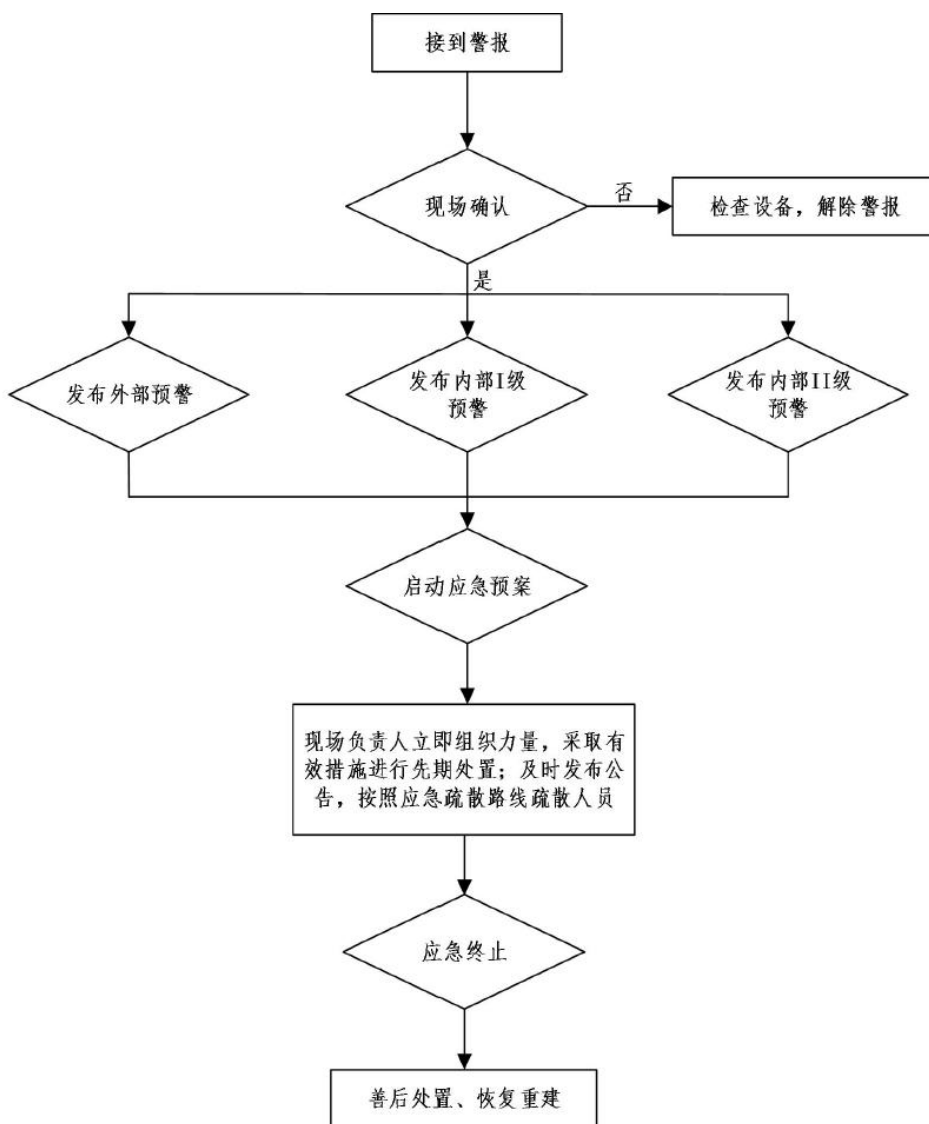 接到警报
现场确认
否
检查设备，解除警报
是
发布外部预警
发布内部I级
预警
发布内部II级
预警
启动应急预案
现场负责人立即组织力量，采取有
效措施进行先期处置；及时发布公
告，按照应急疏散路线疏散人员
应急终止
善后处置、恢复重建